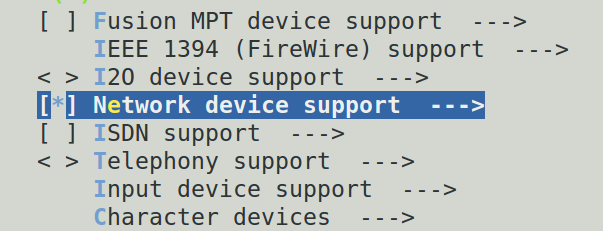 [ ] Fusion MPT device support --->
IEEE 1394 (FireWire) support --->
< > I2O device support --->
[*] Network device support --->
[ ] ISDN support --->
< > Telephony support --->
Input device support --->
Character devices --->